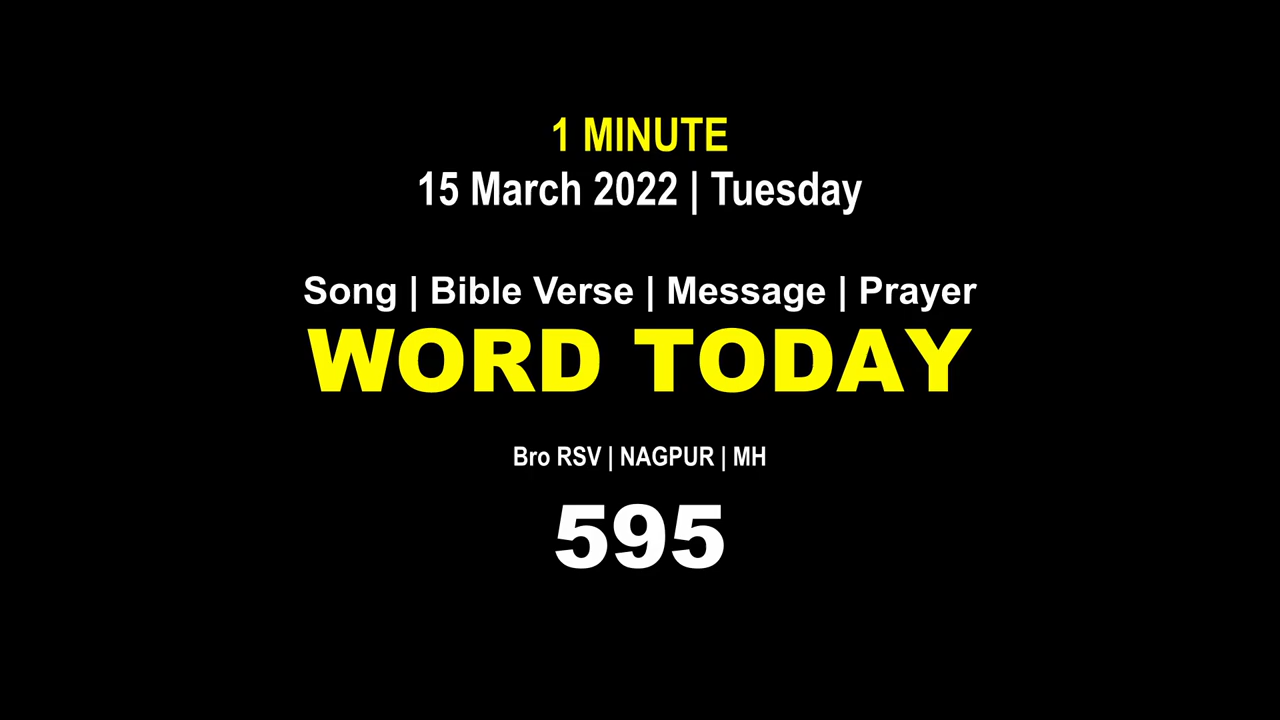 1 MINUTE
15 March 2022 | Tuesday
Song | Bible Verse | Message | Prayer
WORD TODAY
Bro RSV | NAGPUR | MH
595